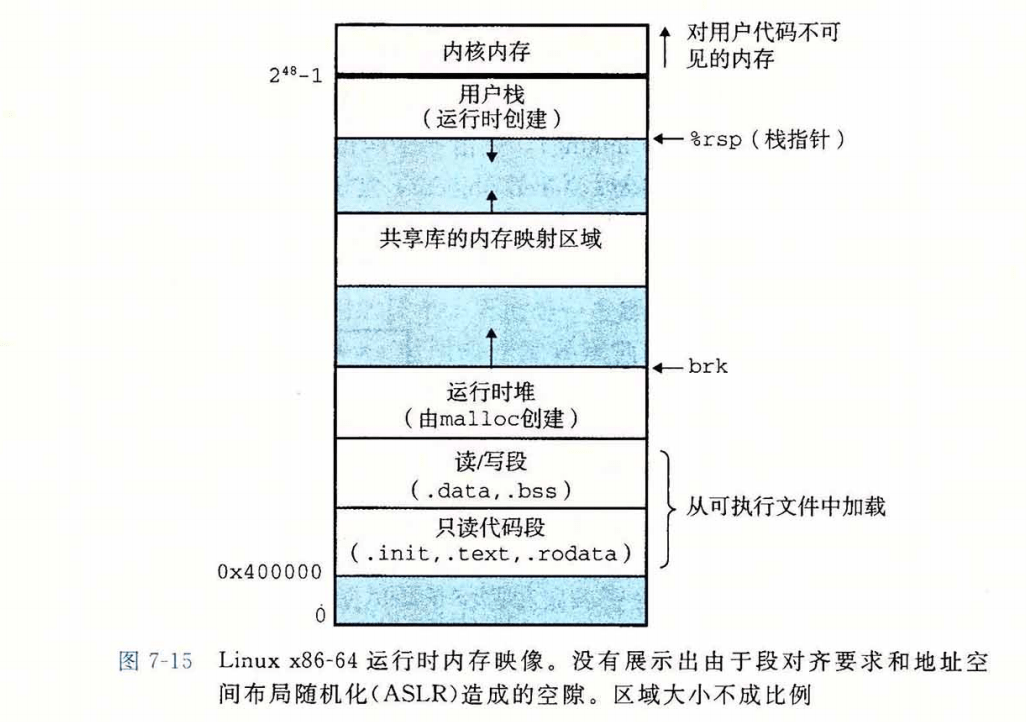 内核内存
对用户代码不可
见的内存
2⁴⁸-1
用户栈
(运行时创建)
%rsp (栈指针)
共享库的内存映射区域
brk
运行时堆
(由malloc创建)
读/写段
(.data,.bss)
从可执行文件中加载
只读代码段
(.init,.text,.rodata)
0x400000
0
图 7-15 Linux x86-64 运行时内存映像。没有展示出由于段对齐要求和地址空
间布局随机化(ASLR)造成的空隙。区域大小不成比例